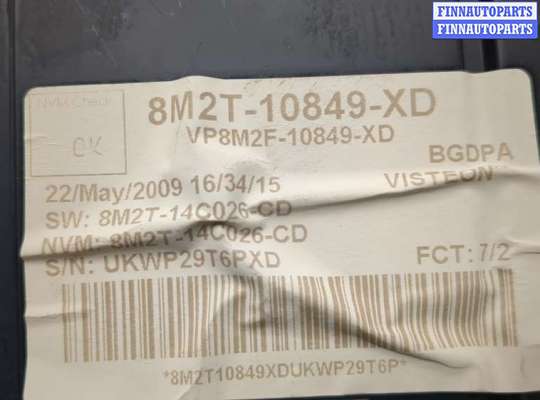 FINNAUTOPARTS
FINNAUTOPARTS
NVM Check
OK
8M2T-10849-XD
VP8M2F-10849-XD
BGDPA
22/May/2009 16/34/15
VISTEON
SW: 8M2T-14C026-CD
NVM: 8M2T-14C026-CD
S/N: UKWP29T6PXD
FCT: 7/2
*8M2T10849XDUKWP29T6P*